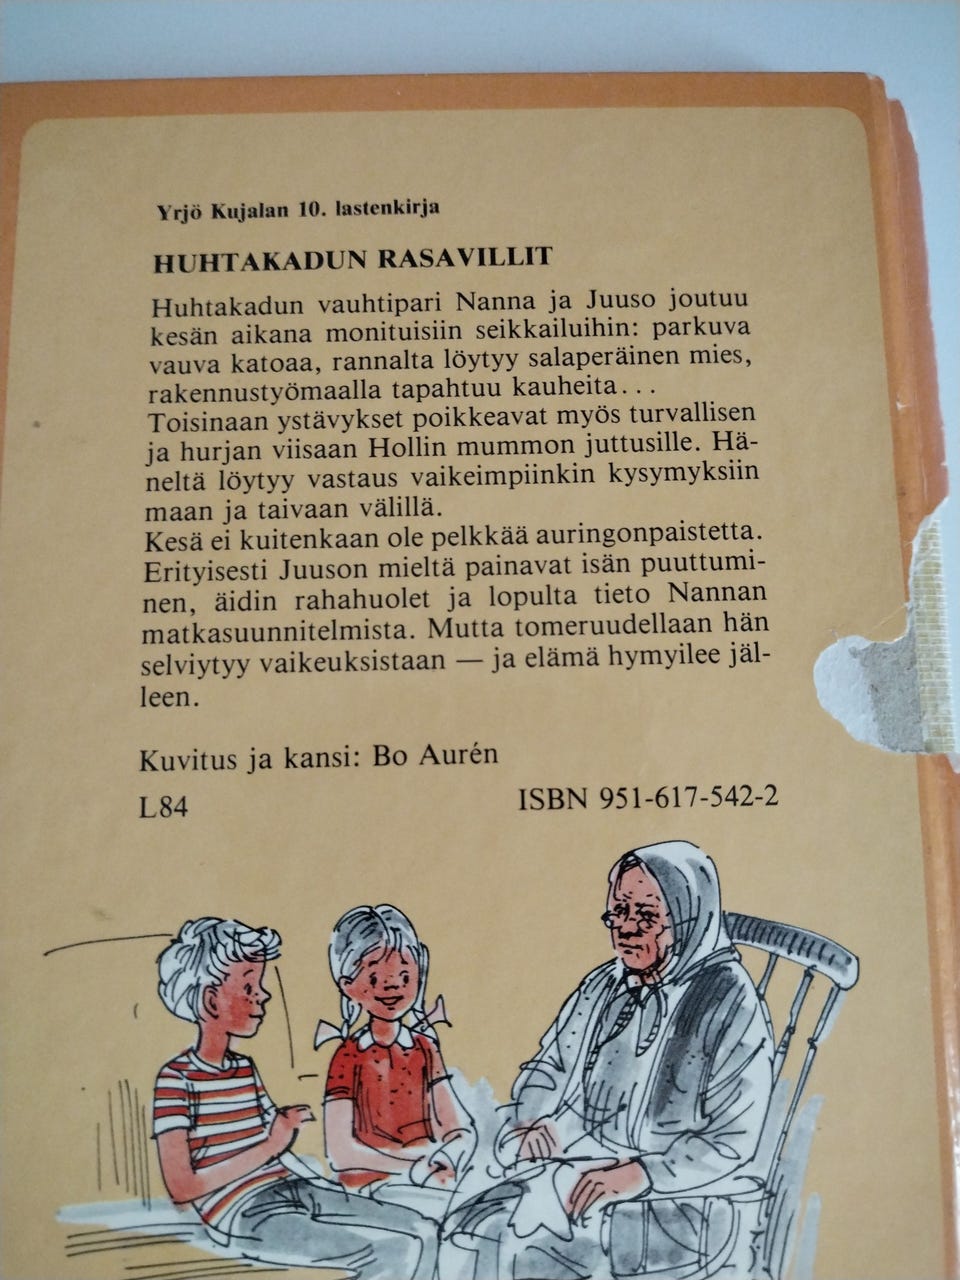 Yrjö Kujalan 10. lastenkirja
HUHTAKADUN RASAVILLIT
Huhtakadun vauhtipari Nanna ja Juuso joutuu
kesän aikana monituisiin seikkailuihin: parkuva
vauva katoaa, rannalta löytyy salaperäinen mies,
rakennustyömaalla tapahtuu kauheita...
Toisinaan ystävykset poikkeavat myös turvallisen
ja hurjan viisaan Hollin mummon juttusille. Hä-
neltä löytyy vastaus vaikeimpiinkin kysymyksiin
maan ja taivaan välillä.
Kesä ei kuitenkaan ole pelkkää auringonpaistetta.
Erityisesti Juuson mieltä painavat isän puuttumi-
nen, äidin rahahuolet ja lopulta tieto Nannan
matkasuunnitelmista. Mutta tomeruudellaan hän
selviytyy vaikeuksistaan — ja elämä hymyilee jäl-
leen.
Kuvitus ja kansi: Bo Aurén
L84 ISBN 951-617-542-2